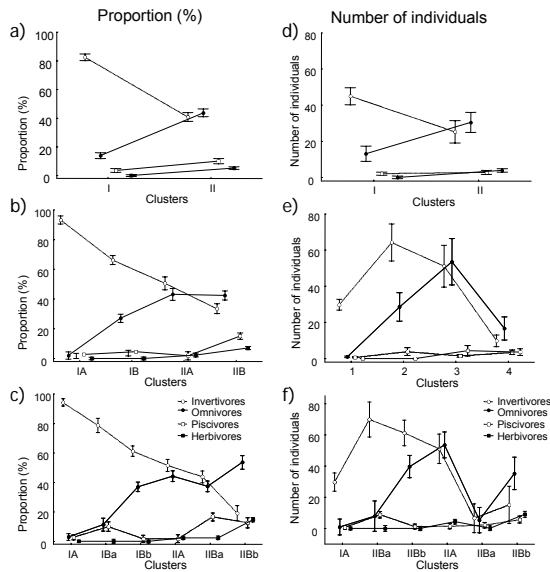 Proportion (%)
Number of individuals
a)
Proportion (%)
100
80
60
40
20
0
I
II
Clusters
d)
Number of individuals
80
60
40
20
0
I
II
Clusters
b)
Proportion (%)
100
80
60
40
20
0
IA
IB
IIA
IIB
Clusters
e)
Number of individuals
80
60
40
20
0
1
2
3
4
Clusters
c)
Proportion (%)
100
80
60
40
20
0
Invertivores
Omnivores
Piscivores
Herbivores
IA
IBa
IBb
IIA
IIBa
IIBb
Clusters
f)
Number of individuals
80
60
40
20
0
Invertivores
Omnivores
Piscivores
Herbivores
IA
IIBa
IIBb
IIA
IIBa
IIBb
Clusters